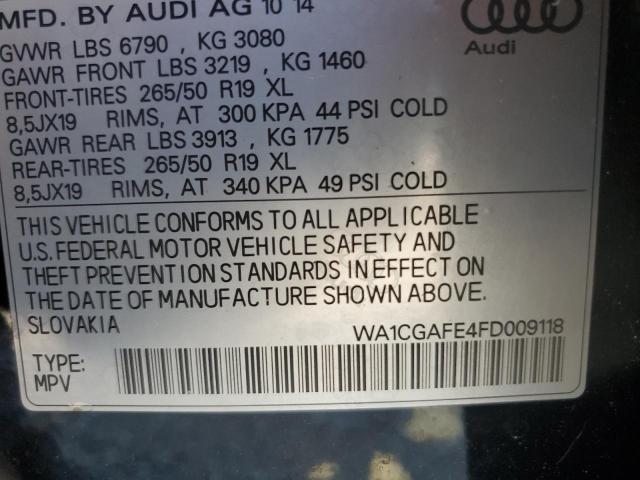 MFD. BY AUDI AG 10 14
GVWR LBS 6790 , KG 3080
GAWR FRONT LBS 3219 , KG 1460
FRONT-TIRES 265/50 R19 XL
8,5JX19 RIMS, AT 300 KPA 44 PSI COLD
GAWR REAR LBS 3913 , KG 1775
REAR-TIRES 265/50 R19 XL
8,5JX19 RIMS, AT 340 KPA 49 PSI COLD
Audi
THIS VEHICLE CONFORMS TO ALL APPLICABLE
U.S. FEDERAL MOTOR VEHICLE SAFETY AND
THEFT PREVENTION STANDARDS IN EFFECT ON
THE DATE OF MANUFACTURE SHOWN ABOVE.
SLOVAKIA
WA1CGAFE4FD009118
TYPE:
MPV